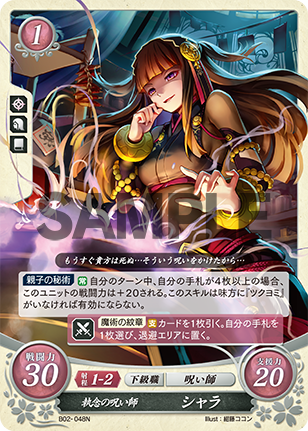 1
SAMPLE
もうすぐ貴方は死ぬ…そういう呪いをかけたから…
親子の秘術 常 自分のターン中、自分の手札が4枚以上の場合、
このユニットの戦闘力は+20される。このスキルは味方に『ツクヨミ』
がいなければ有効にならない。
魔術の紋章 支 カードを1枚引く。自分の手札を
1枚選び、退避エリアに置く。
戦闘力
30
射程 1-2 下級職 呪い師
支援力
20
執念の呪い師 シャラ
B02-048N Illust:細藤ココン